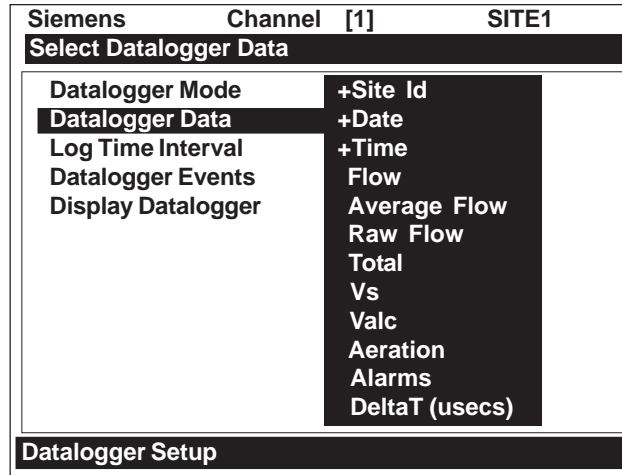 Siemens Channel [1] SITE1
Select Datalogger Data
Datalogger Mode +Site Id
Datalogger Data +Date
Log Time Interval +Time
Datalogger Events Flow
Display Datalogger Average Flow
Raw Flow
Total
Vs
Valc
Aeration
Alarms
DeltaT (usecs)
Datalogger Setup